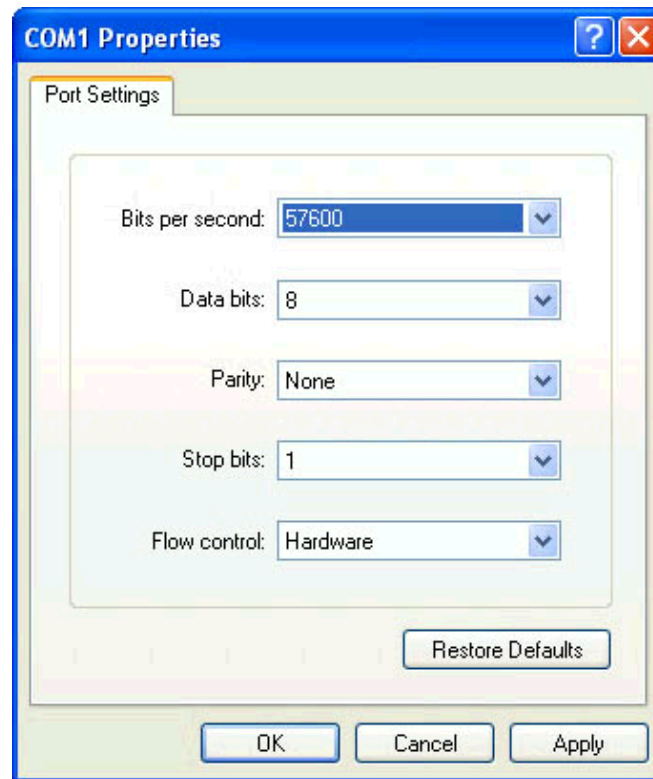 COM1 Properties
Port Settings
Bits per second: 57600
Data bits: 8
Parity: None
Stop bits: 1
Flow control: Hardware
Restore Defaults
OK Cancel Apply